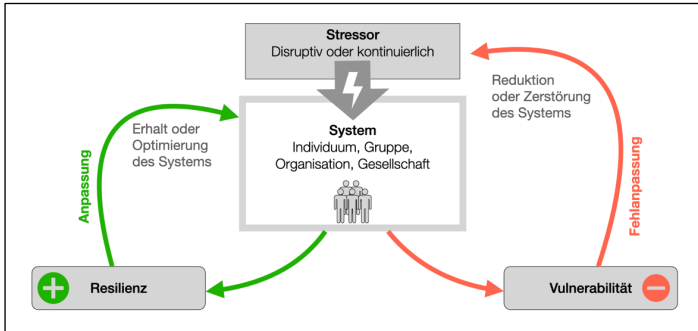 Stressor
Disruptiv oder kontinuierlich
Reduktion
oder Zerstörung
des Systems
Erhalt oder
Optimierung
des Systems
System
Individuum, Gruppe,
Organisation, Gesellschaft
Anpassung
Fehlanpassung
Resilienz
Vulnerabilität